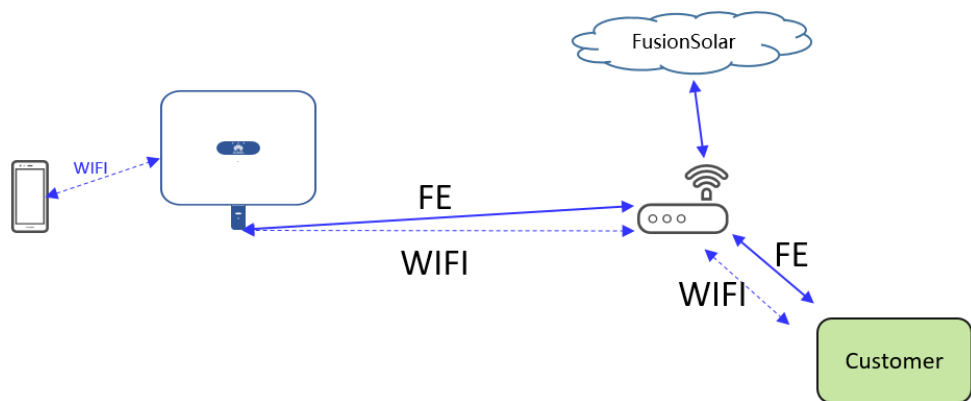 FusionSolar
WIFI
FE
WIFI
FE
WIFI
Customer